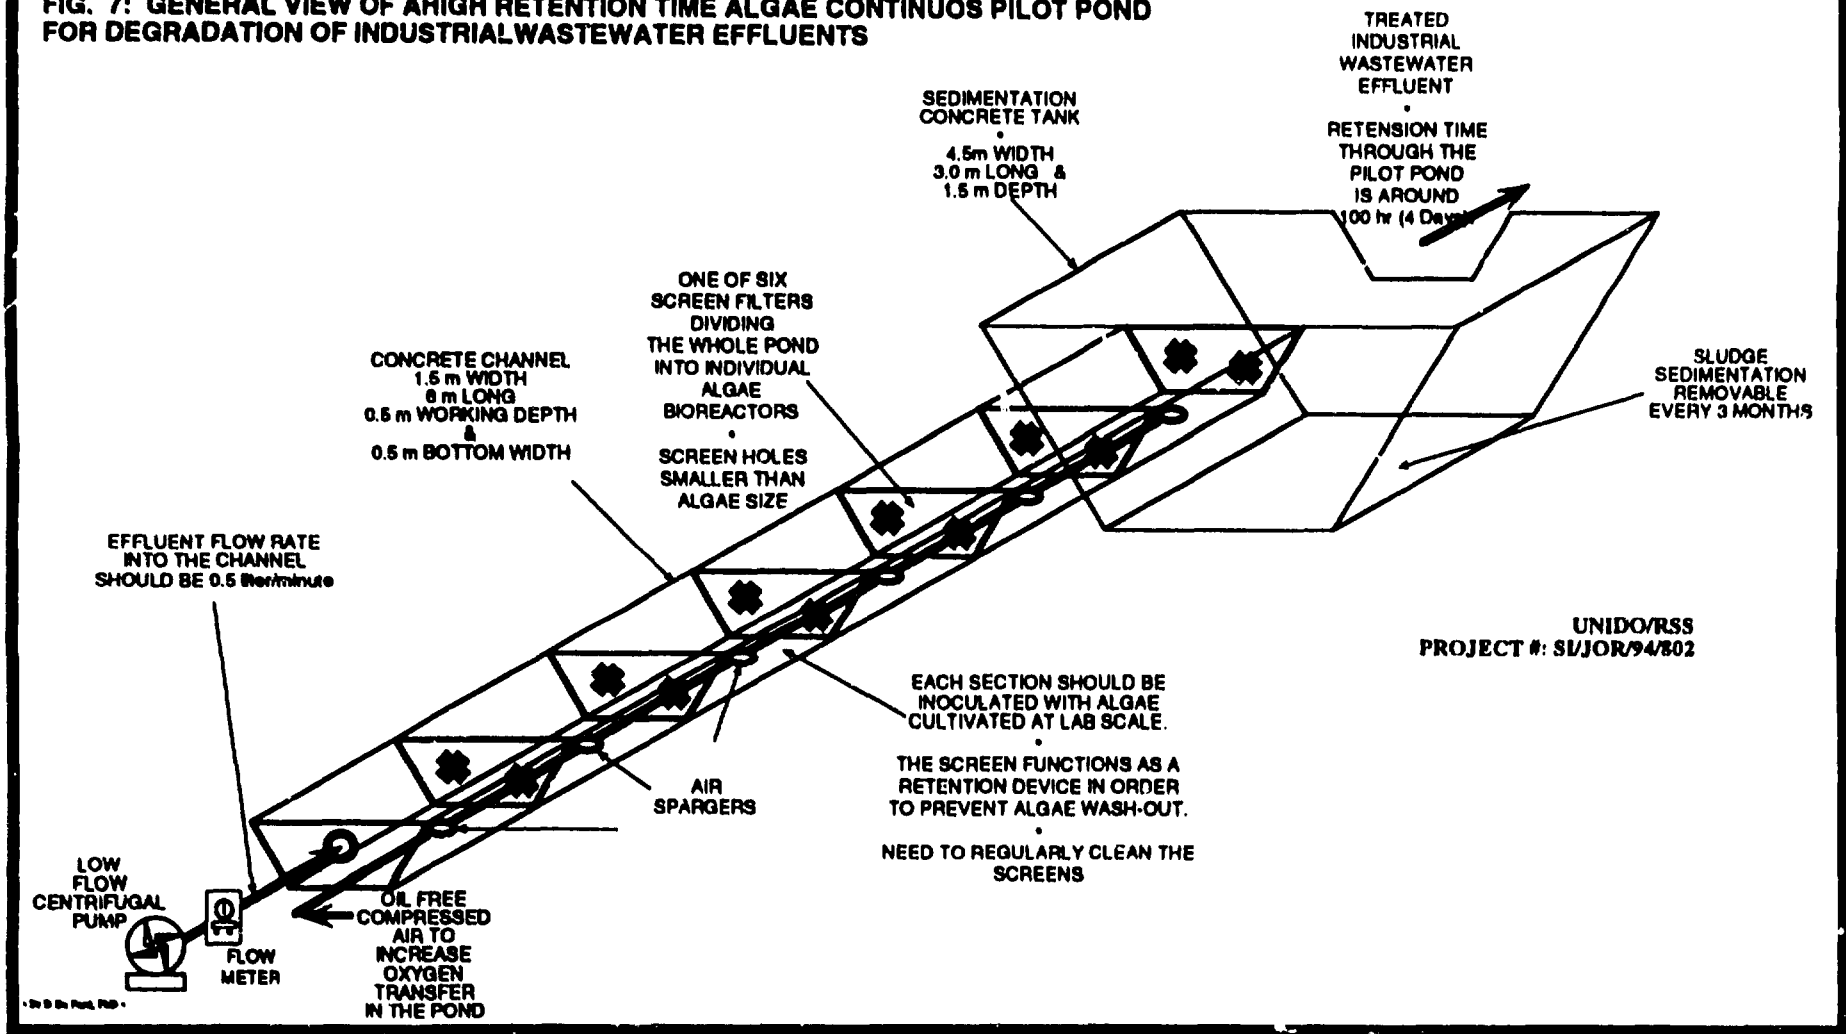 FIG. 7: GENERAL VIEW OF AHIGH RETENTION TIME ALGAE CONTINUOS PILOT POND
FOR DEGRADATION OF INDUSTRIALWASTEWATER EFFLUENTS
TREATED
INDUSTRIAL
WASTEWATER
EFFLUENT
•
RETENSION TIME
THROUGH THE
PILOT POND
IS AROUND
100 hr (4 Days)
SEDIMENTATION
CONCRETE TANK
•
4.5m WIDTH
3.0 m LONG &
1.5 m DEPTH
ONE OF SIX
SCREEN FILTERS
DIVIDING
THE WHOLE POND
INTO INDIVIDUAL
ALGAE
BIOREACTORS
•
SCREEN HOLES
SMALLER THAN
ALGAE SIZE
CONCRETE CHANNEL
1.5 m WIDTH
6 m LONG
0.5 m WORKING DEPTH
&
0.5 m BOTTOM WIDTH
SLUDGE
SEDIMENTATION
REMOVABLE
EVERY 3 MONTHS
EFFLUENT FLOW RATE
INTO THE CHANNEL
SHOULD BE 0.5 liter/minute
UNIDO/RSS
PROJECT #: SI/JOR/94/802
EACH SECTION SHOULD BE
INOCULATED WITH ALGAE
CULTIVATED AT LAB SCALE.
•
THE SCREEN FUNCTIONS AS A
RETENTION DEVICE IN ORDER
TO PREVENT ALGAE WASH-OUT.
•
NEED TO REGULARLY CLEAN THE
SCREENS
AIR
SPARGERS
LOW
FLOW
CENTRIFUGAL
PUMP
FLOW
METER
OIL FREE
COMPRESSED
AIR TO
INCREASE
OXYGEN
TRANSFER
IN THE POND